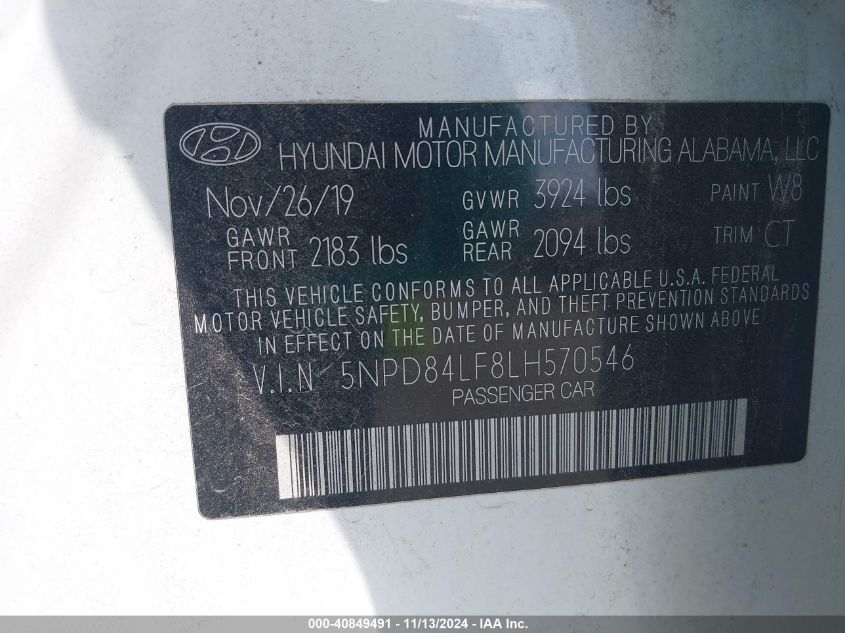 MANUFACTURED BY
HYUNDAI MOTOR MANUFACTURING ALABAMA, LLC
Nov/26/19 GVWR 3924 lbs PAINT W8
GAWR FRONT 2183 lbs GAWR REAR 2094 lbs TRIM CT
THIS VEHICLE CONFORMS TO ALL APPLICABLE U.S.A. FEDERAL
MOTOR VEHICLE SAFETY, BUMPER, AND THEFT PREVENTION STANDARDS
IN EFFECT ON THE DATE OF MANUFACTURE SHOWN ABOVE
V.I.N 5NPD84LF8LH570546
PASSENGER CAR
000-40849491 - 11/13/2024 - IAA Inc.